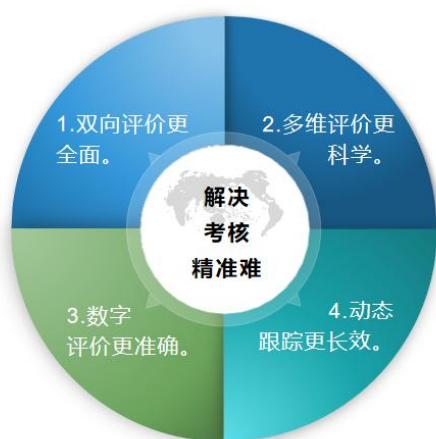 1.双向评价更
全面。
2.多维评价更
科学。
解决
考核
精准难
3.数字
评价更准确。
4.动态
跟踪更长效。